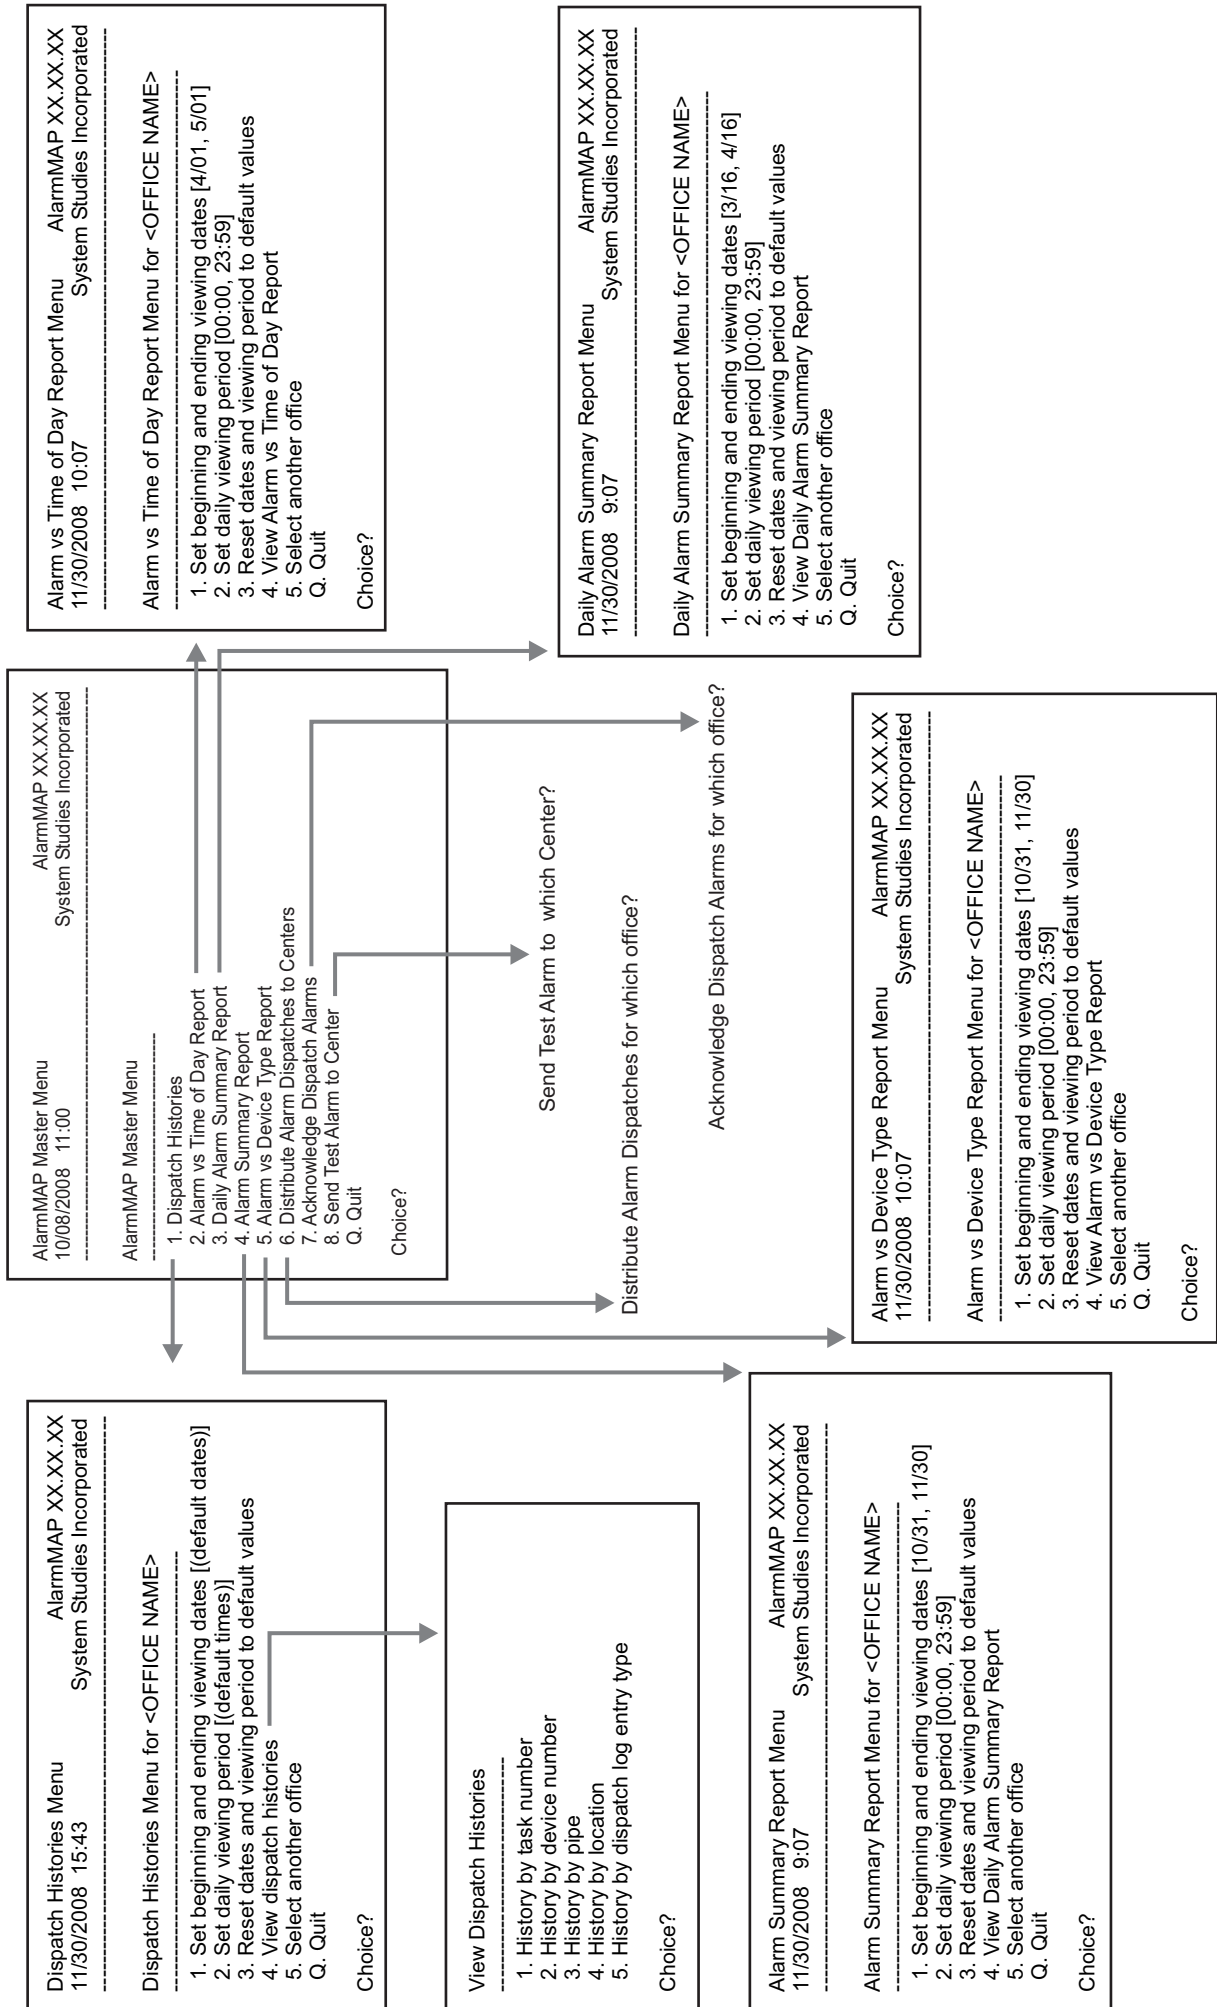 Dispatch Histories Menu AlarmMAP XX.XX.XX
11/30/2008 15:43 System Studies Incorporated
Dispatch Histories Menu for <OFFICE NAME>
1. Set beginning and ending viewing dates [(default dates)]
2. Set daily viewing period [(default times)]
3. Reset dates and viewing period to default values
4. View dispatch histories
5. Select another office
Q. Quit
Choice?
View Dispatch Histories
1. History by task number
2. History by device number
3. History by pipe
4. History by location
5. History by dispatch log entry type
Choice?
Alarm Summary Report Menu AlarmMAP XX.XX.XX
11/30/2008 9:07 System Studies Incorporated
Alarm Summary Report Menu for <OFFICE NAME>
1. Set beginning and ending viewing dates [10/31, 11/30]
2. Set daily viewing period [00:00, 23:59]
3. Reset dates and viewing period to default values
4. View Daily Alarm Summary Report
5. Select another office
Q. Quit
Choice?
AlarmMAP Master Menu AlarmMAP XX.XX.XX
10/08/2008 11:00 System Studies Incorporated
AlarmMAP Master Menu
1. Dispatch Histories
2. Alarm vs Time of Day Report
3. Daily Alarm Summary Report
4. Alarm Summary Report
5. Alarm vs Device Type Report
6. Distribute Alarm Dispatches to Centers
7. Acknowledge Dispatch Alarms
8. Send Test Alarm to Center
Q. Quit
Choice?
Send Test Alarm to which Center?
Distribute Alarm Dispatches for which office?
Acknowledge Dispatch Alarms for which office?
Alarm vs Device Type Report Menu AlarmMAP XX.XX.XX
11/30/2008 10:07 System Studies Incorporated
Alarm vs Device Type Report Menu for <OFFICE NAME>
1. Set beginning and ending viewing dates [10/31, 11/30]
2. Set daily viewing period [00:00, 23:59]
3. Reset dates and viewing period to default values
4. View Alarm vs Device Type Report
5. Select another office
Q. Quit
Choice?
Alarm vs Time of Day Report Menu AlarmMAP XX.XX.XX
11/30/2008 10:07 System Studies Incorporated
Alarm vs Time of Day Report Menu for <OFFICE NAME>
1. Set beginning and ending viewing dates [4/01, 5/01]
2. Set daily viewing period [00:00, 23:59]
3. Reset dates and viewing period to default values
4. View Alarm vs Time of Day Report
5. Select another office
Q. Quit
Choice?
Daily Alarm Summary Report Menu AlarmMAP XX.XX.XX
11/30/2008 9:07 System Studies Incorporated
Daily Alarm Summary Report Menu for <OFFICE NAME>
1. Set beginning and ending viewing dates [3/16, 4/16]
2. Set daily viewing period [00:00, 23:59]
3. Reset dates and viewing period to default values
4. View Daily Alarm Summary Report
5. Select another office
Q. Quit
Choice?